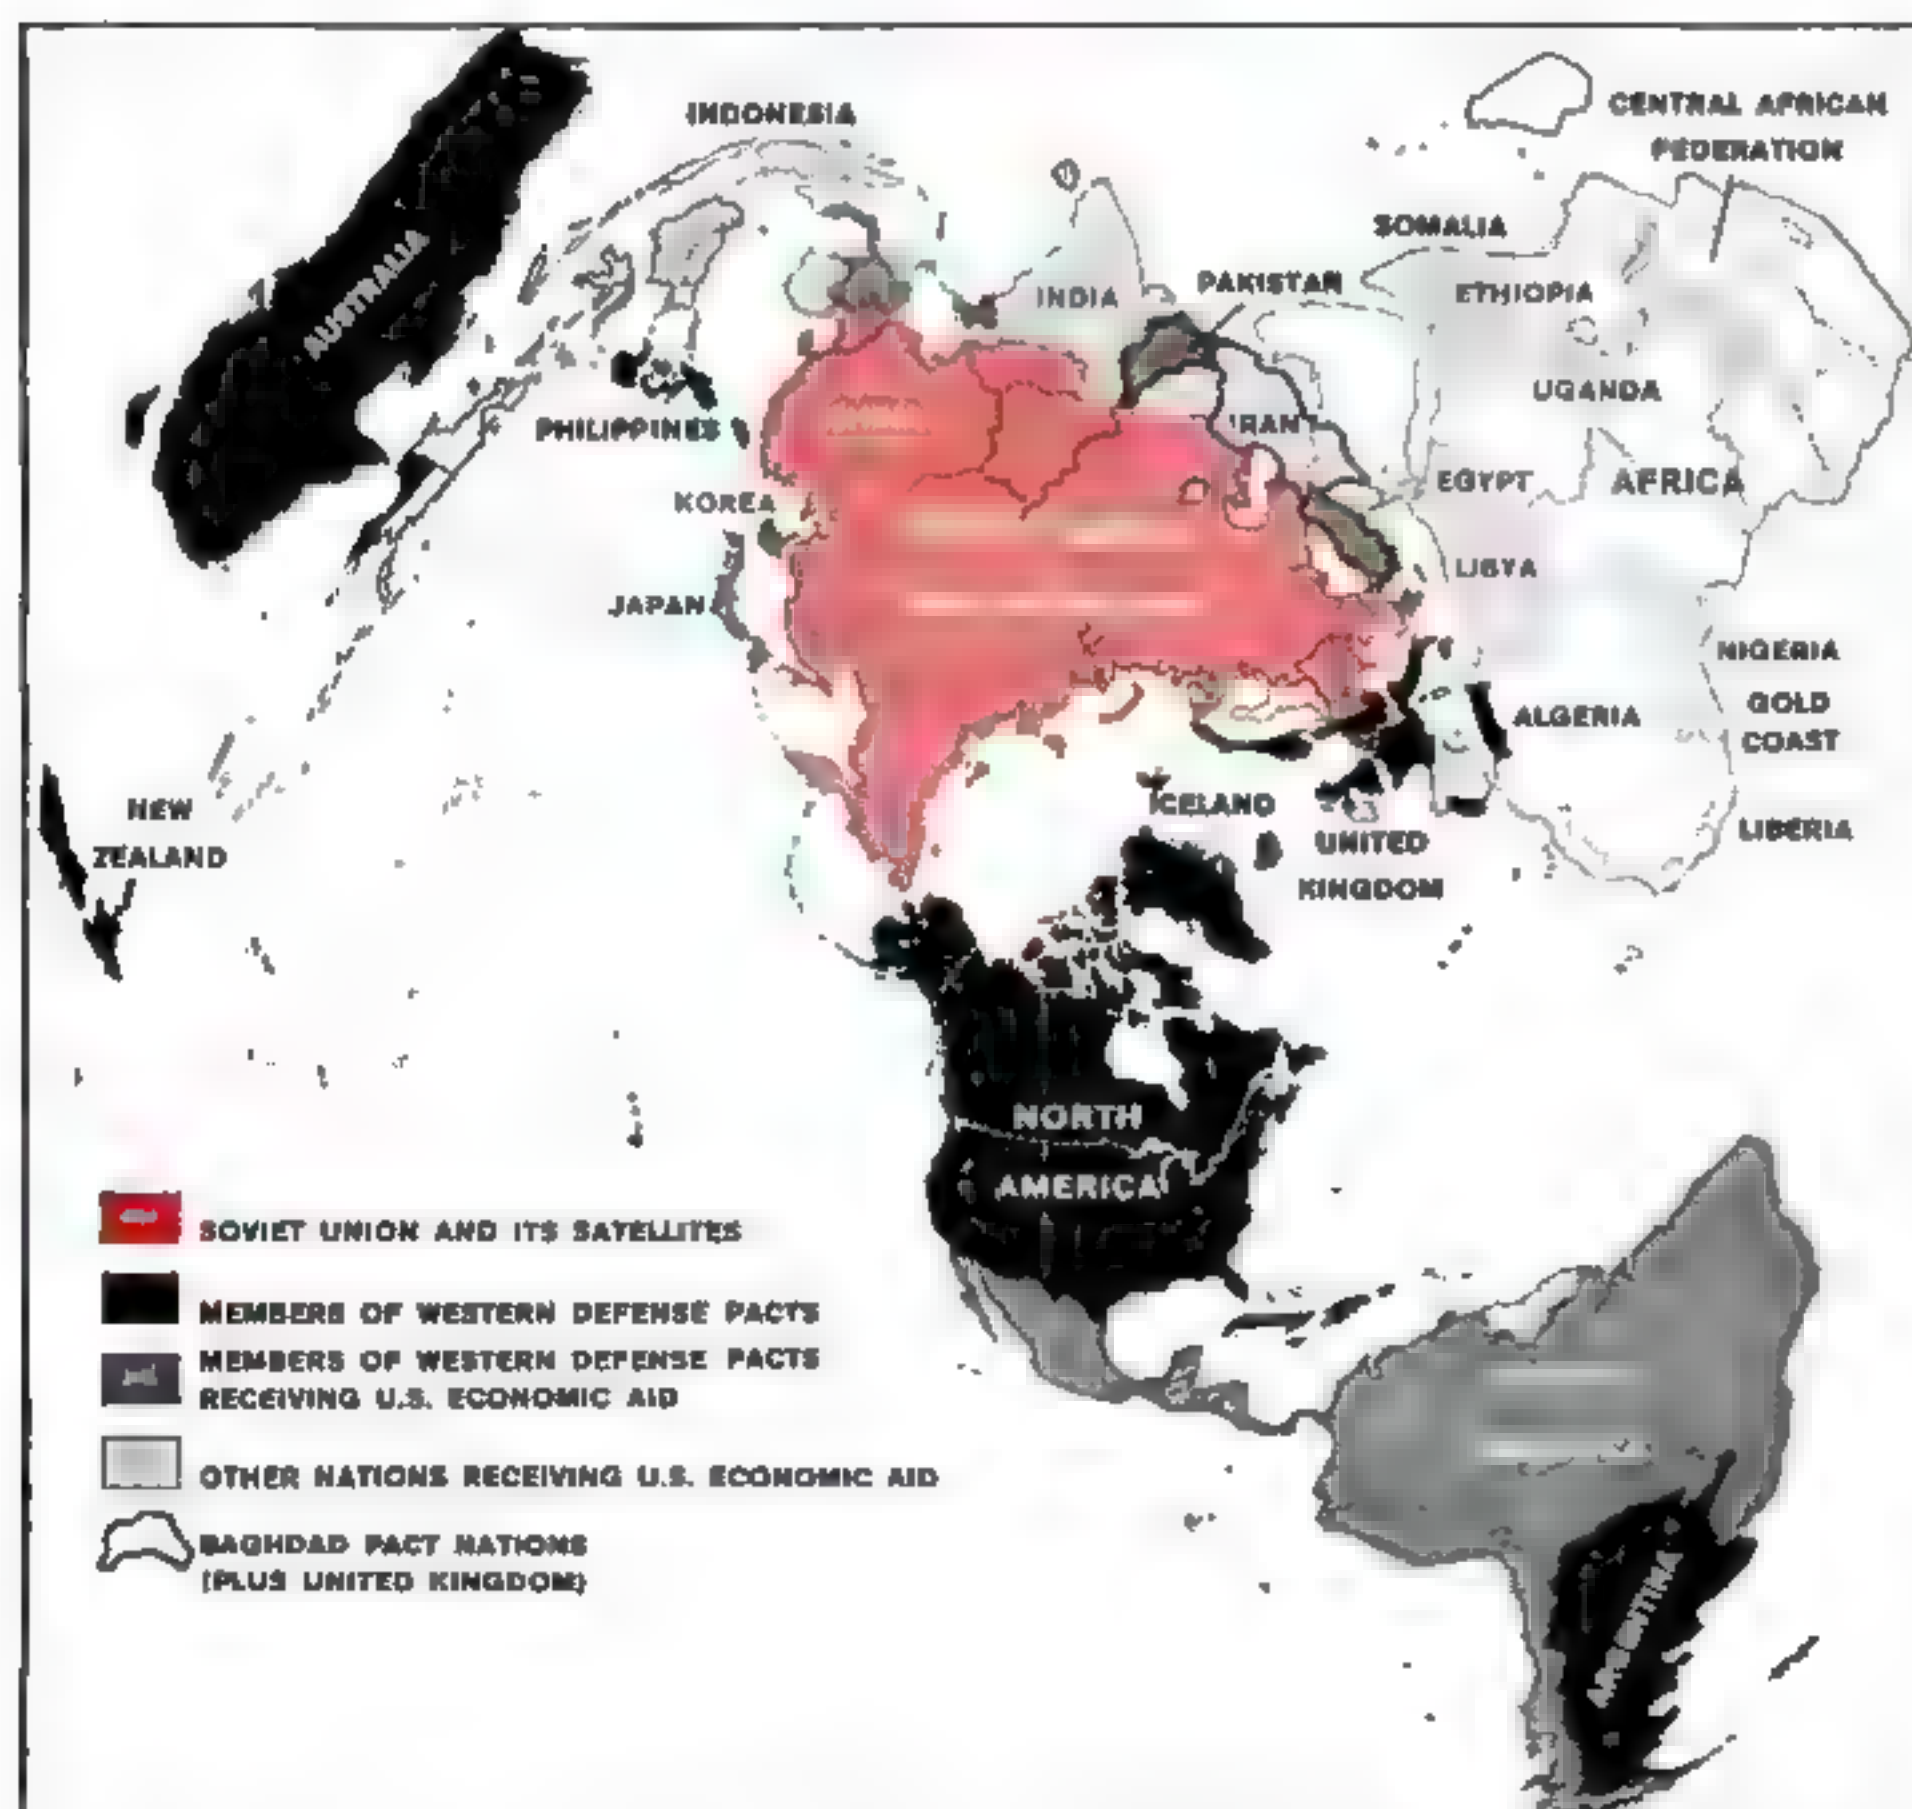 INDONESIA
CENTRAL AFRICAN
FEDERATION
SOMALIA
AUSTRALIA
INDIA
PAKISTAN
ETHIOPIA
UGANDA
PHILIPPINES
IRAN
EGYPT
AFRICA
KOREA
LIBYA
JAPAN
NIGERIA
ALGERIA
GOLD
COAST
NEW
ZEALAND
ICELAND
UNITED
KINGDOM
LIBERIA
NORTH
AMERICA
SOVIET UNION AND ITS SATELLITES
MEMBERS OF WESTERN DEFENSE PACTS
MEMBERS OF WESTERN DEFENSE PACTS
RECEIVING U.S. ECONOMIC AID
OTHER NATIONS RECEIVING U.S. ECONOMIC AID
BAGHDAD PACT NATIONS
(PLUS UNITED KINGDOM)
ARGENTINA